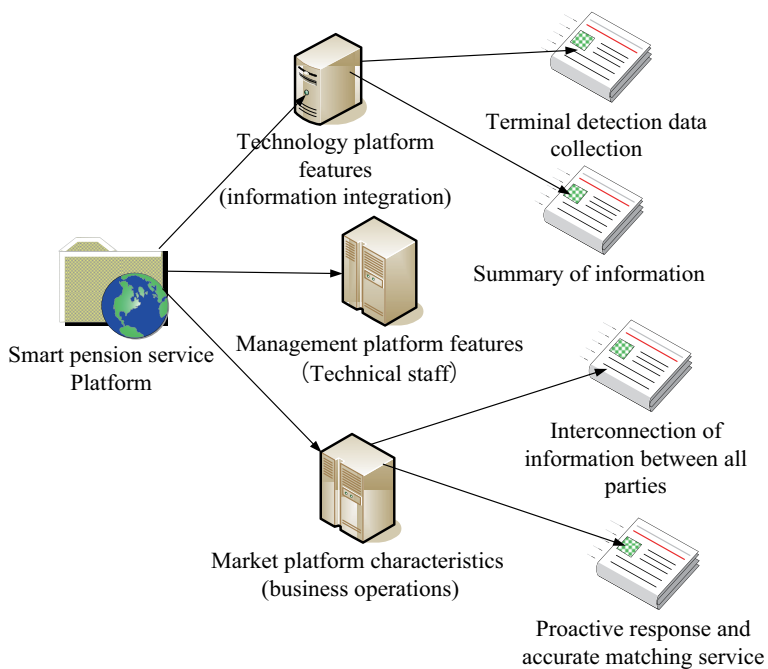 Technology platform
features
(information integration)
Terminal detection data
collection
Summary of information
Smart pension service
Platform
Management platform features
（Technical staff）
Interconnection of
information between all
parties
Market platform characteristics
(business operations)
Proactive response and
accurate matching service